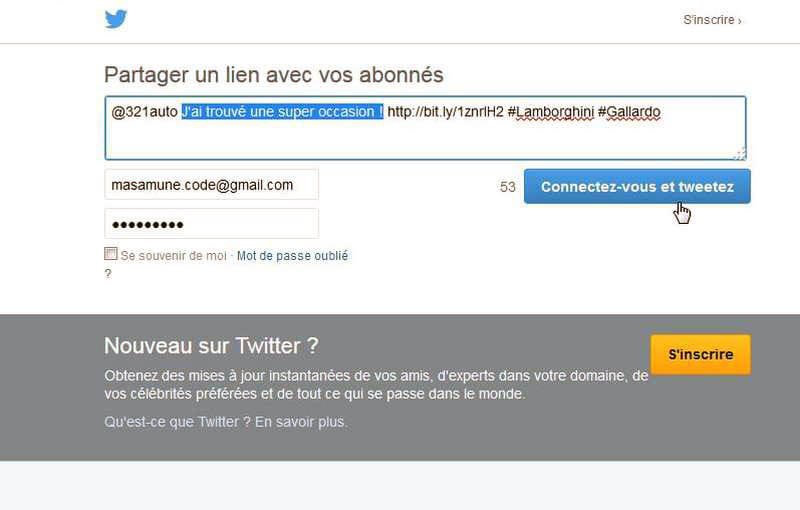 S'inscrire ›
Partager un lien avec vos abonnés
@321auto J'ai trouvé une super occasion ! http://bit.ly/1znrlH2 #Lamborghini #Gallardo
masamune.code@gmail.com
53 Connectez-vous et tweetez
●●●●●●●●●
Se souvenir de moi · Mot de passe oublié
?
Nouveau sur Twitter ?
S'inscrire
Obtenez des mises à jour instantanées de vos amis, d'experts dans votre domaine, de
vos célébrités préférées et de tout ce qui se passe dans le monde.
Qu'est-ce que Twitter ? En savoir plus.